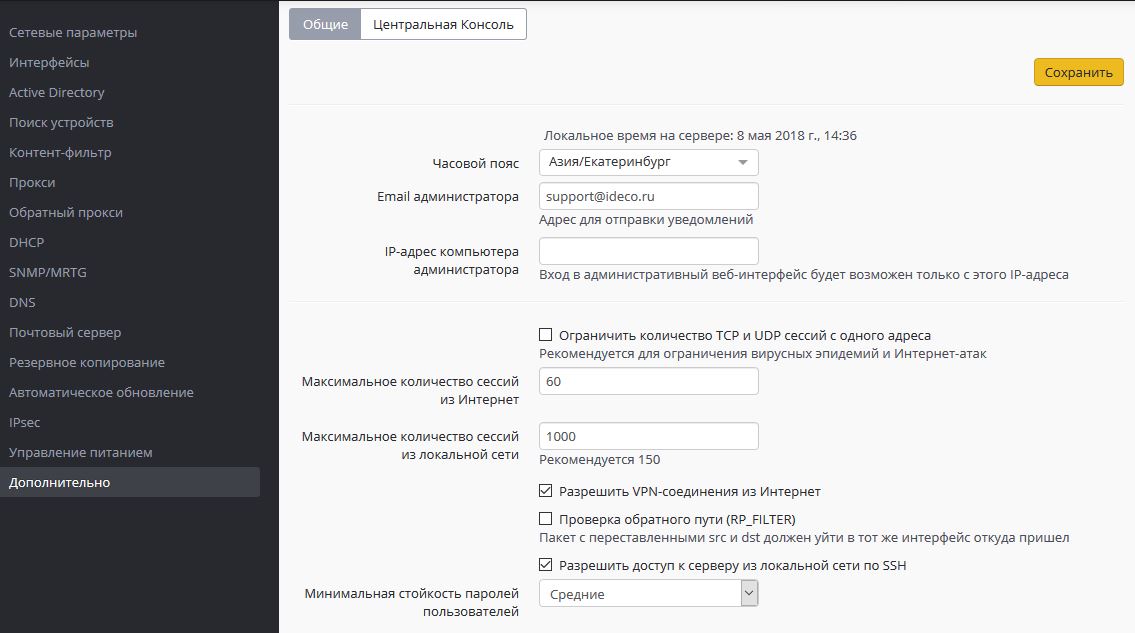 Сетевые параметры
Интерфейсы
Active Directory
Поиск устройств
Контент-фильтр
Прокси
Обратный прокси
DHCP
SNMP/MRTG
DNS
Почтовый сервер
Резервное копирование
Автоматическое обновление
IPsec
Управление питанием
Дополнительно
Общие
Центральная Консоль
Сохранить
Локальное время на сервере: 8 мая 2018 г., 14:36
Часовой пояс
Азия/Екатеринбург
Email администратора
support@ideco.ru
Адрес для отправки уведомлений
IP-адрес компьютера
администратора
Вход в административный веб-интерфейс будет возможен только с этого IP-адреса
Ограничить количество TCP и UDP сессий с одного адреса
Рекомендуется для ограничения вирусных эпидемий и Интернет-атак
Максимальное количество сессий
из Интернет
60
Максимальное количество сессий
из локальной сети
1000
Рекомендуется 150
Разрешить VPN-соединения из Интернет
Проверка обратного пути (RP_FILTER)
Пакет с переставленными src и dst должен уйти в тот же интерфейс откуда пришел
Разрешить доступ к серверу из локальной сети по SSH
Минимальная стойкость паролей
пользователей
Средние